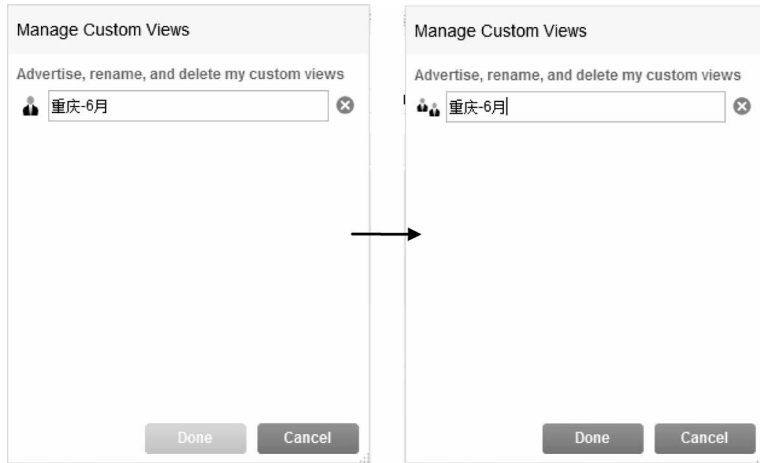 Manage Custom Views
Advertise, rename, and delete my custom views
重庆-6月
Done Cancel
Manage Custom Views
Advertise, rename, and delete my custom views
重庆-6月
Done Cancel